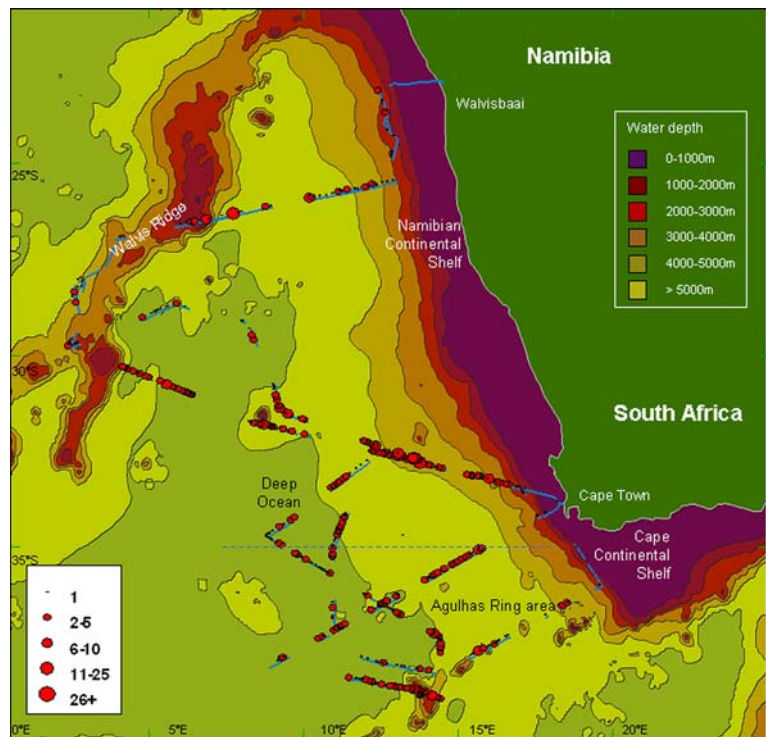 Namibia
Walvisbaai
Water depth
0-1000m
1000-2000m
2000-3000m
3000-4000m
4000-5000m
> 5000m
25°S
Walvis Ridge
Namibian
Continental
Shelf
30°S
South Africa
Deep
Ocean
Cape Town
Cape
Continental
Shelf
35°S
Agulhas Ring area
1
2-5
6-10
11-25
26+
0°E
5°E
10°E
15°E
20°E